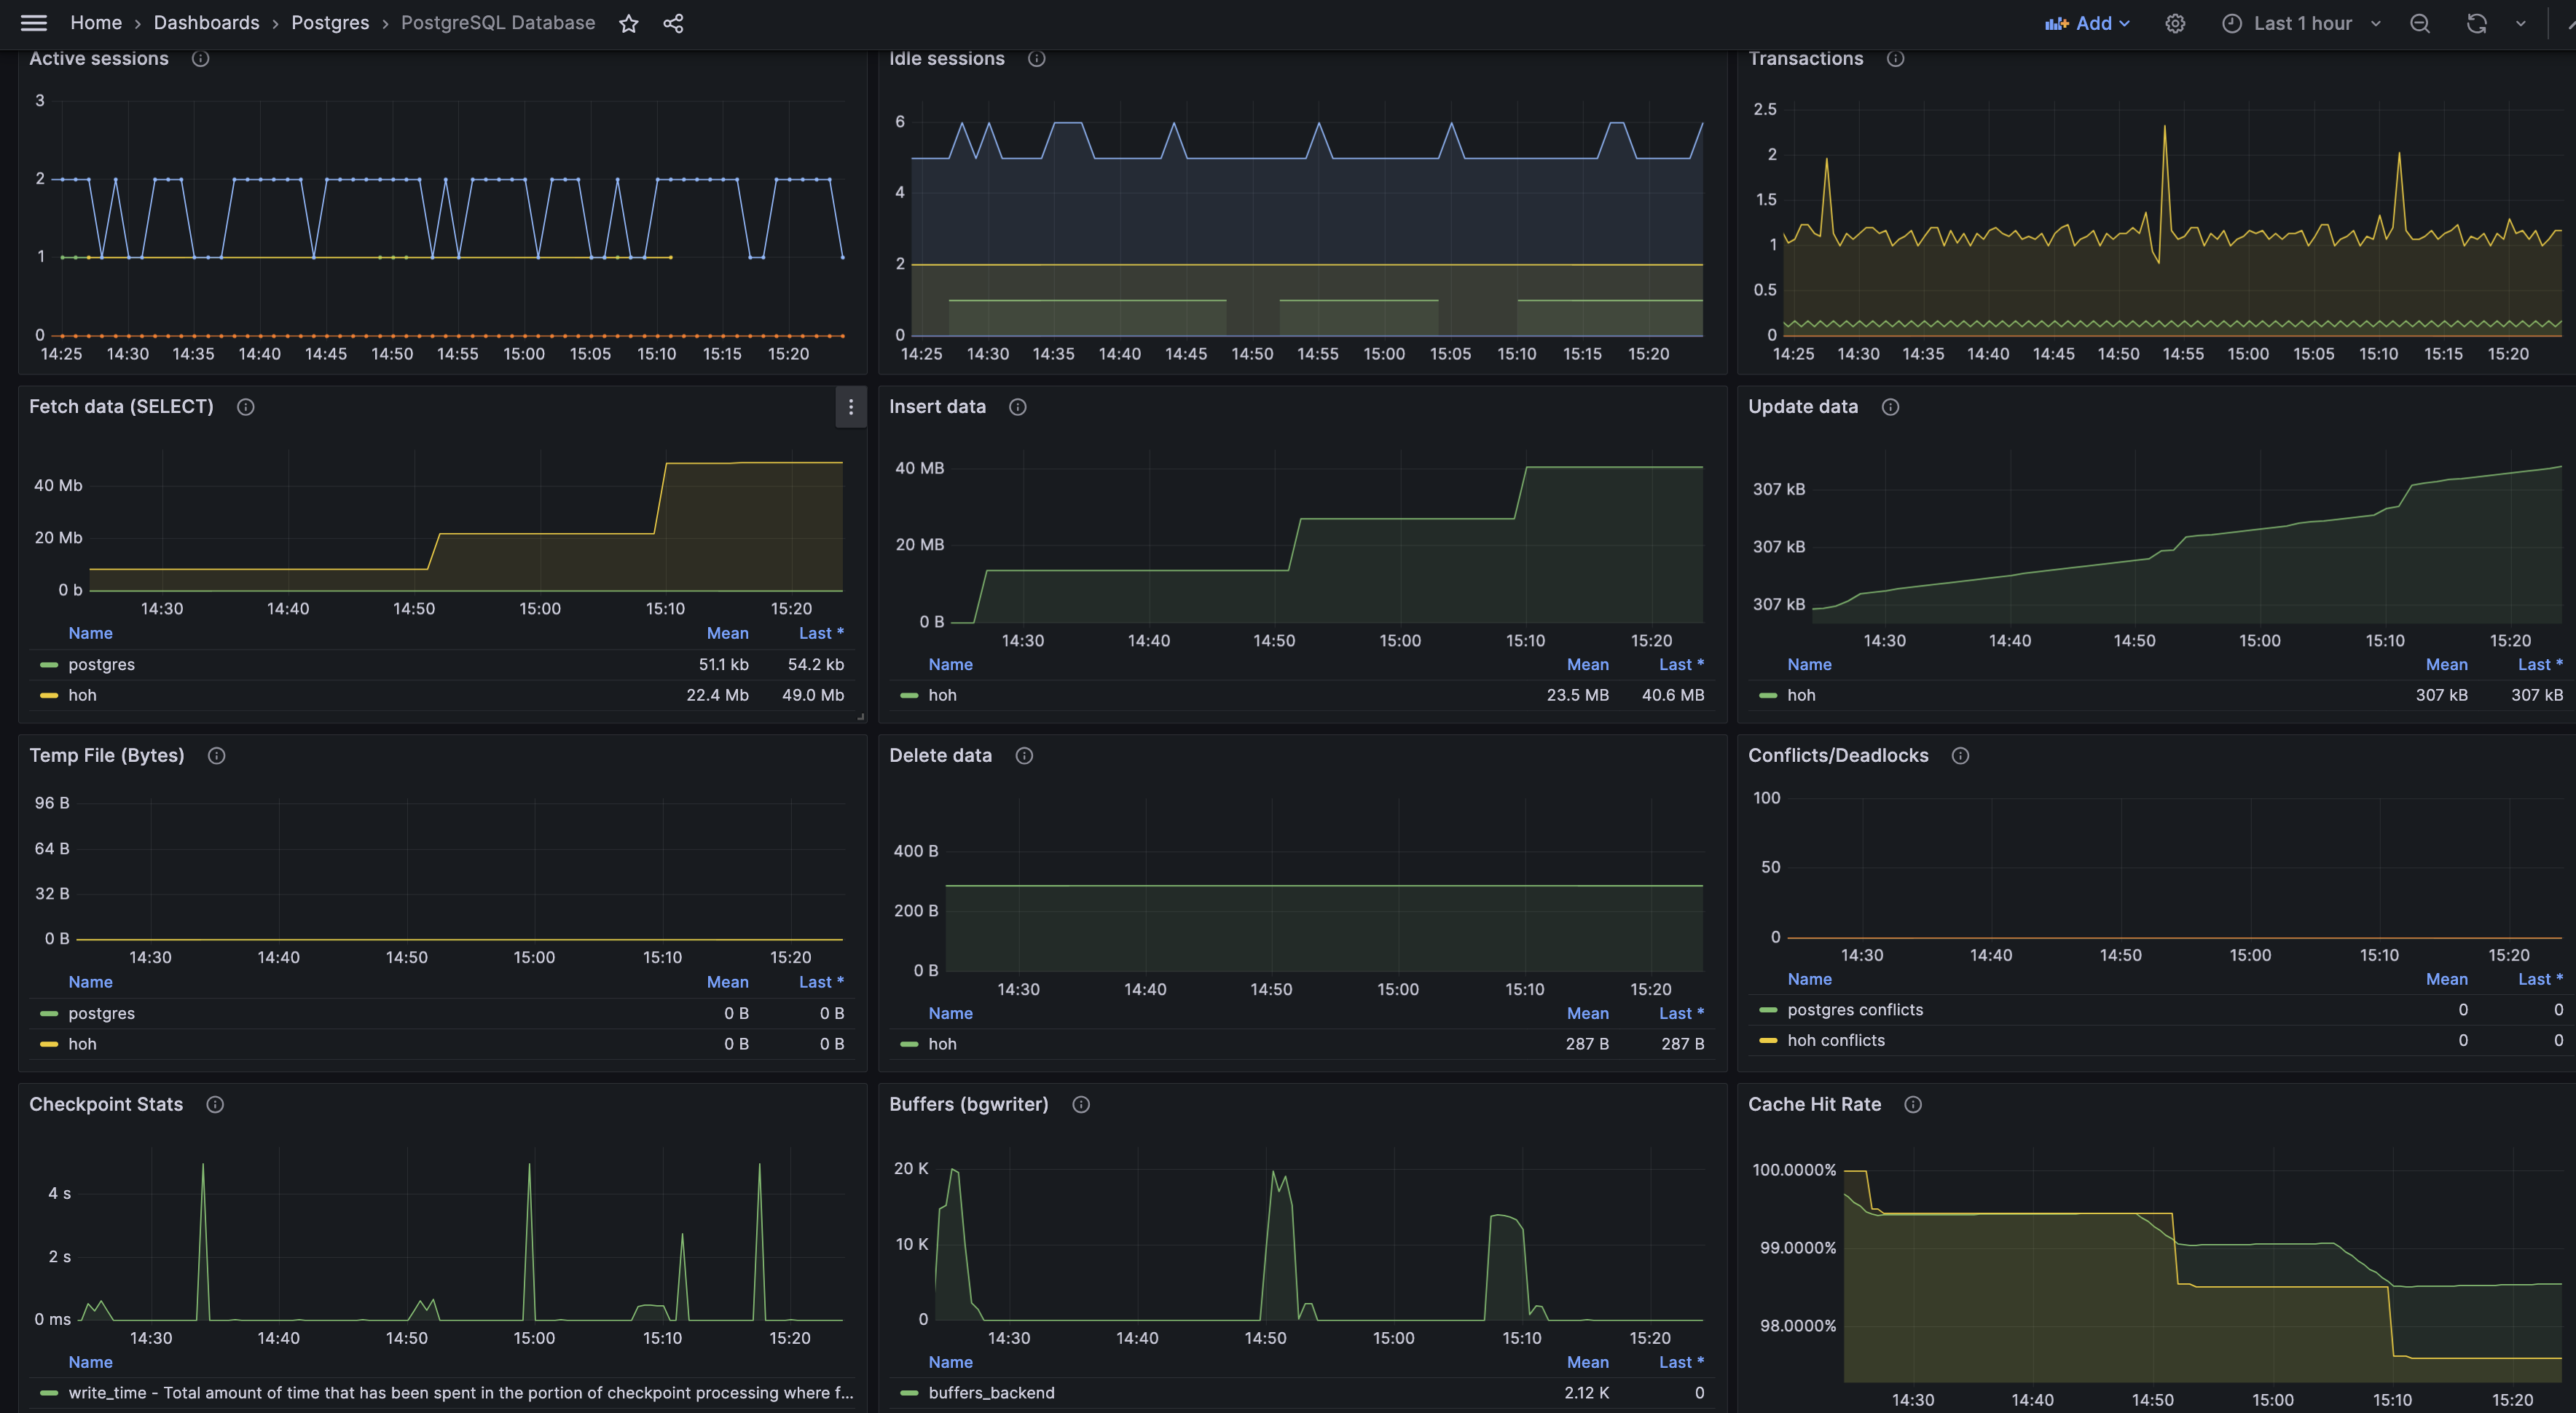 Home › Dashboards › Postgres › PostgreSQL Database
Add
Last 1 hour
Active sessions
3
2
1
0
14:25 14:30 14:35 14:40 14:45 14:50 14:55 15:00 15:05 15:10 15:15 15:20
Idle sessions
6
4
2
0
14:25 14:30 14:35 14:40 14:45 14:50 14:55 15:00 15:05 15:10 15:15 15:20
Transactions
2.5
2
1.5
1
0.5
0
14:25 14:30 14:35 14:40 14:45 14:50 14:55 15:00 15:05 15:10 15:15 15:20
Fetch data (SELECT)
40 Mb
20 Mb
0 b
14:30 14:40 14:50 15:00 15:10 15:20
Name Mean Last *
postgres 51.1 kb 54.2 kb
hoh 22.4 Mb 49.0 Mb
Insert data
40 MB
20 MB
0 B
14:30 14:40 14:50 15:00 15:10 15:20
Name Mean Last *
hoh 23.5 MB 40.6 MB
Update data
307 kB
307 kB
307 kB
14:30 14:40 14:50 15:00 15:10 15:20
Name Mean Last *
hoh 307 kB 307 kB
Temp File (Bytes)
96 B
64 B
32 B
0 B
14:30 14:40 14:50 15:00 15:10 15:20
Name Mean Last *
postgres 0 B 0 B
hoh 0 B 0 B
Delete data
400 B
200 B
0 B
14:30 14:40 14:50 15:00 15:10 15:20
Name Mean Last *
hoh 287 B 287 B
Conflicts/Deadlocks
100
50
0
14:30 14:40 14:50 15:00 15:10 15:20
Name Mean Last *
postgres conflicts 0 0
hoh conflicts 0 0
Checkpoint Stats
4 s
2 s
0 ms
14:30 14:40 14:50 15:00 15:10 15:20
Name
write_time - Total amount of time that has been spent in the portion of checkpoint processing where f...
Buffers (bgwriter)
20 K
10 K
0
14:30 14:40 14:50 15:00 15:10 15:20
Name Mean Last *
buffers_backend 2.12 K 0
Cache Hit Rate
100.0000%
99.0000%
98.0000%
14:30 14:40 14:50 15:00 15:10 15:20